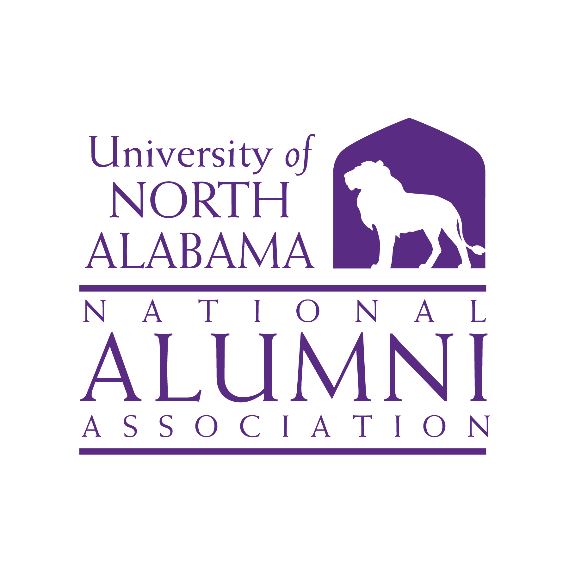 University of
NORTH
ALABAMA
NATIONAL
ALUMNI
ASSOCIATION